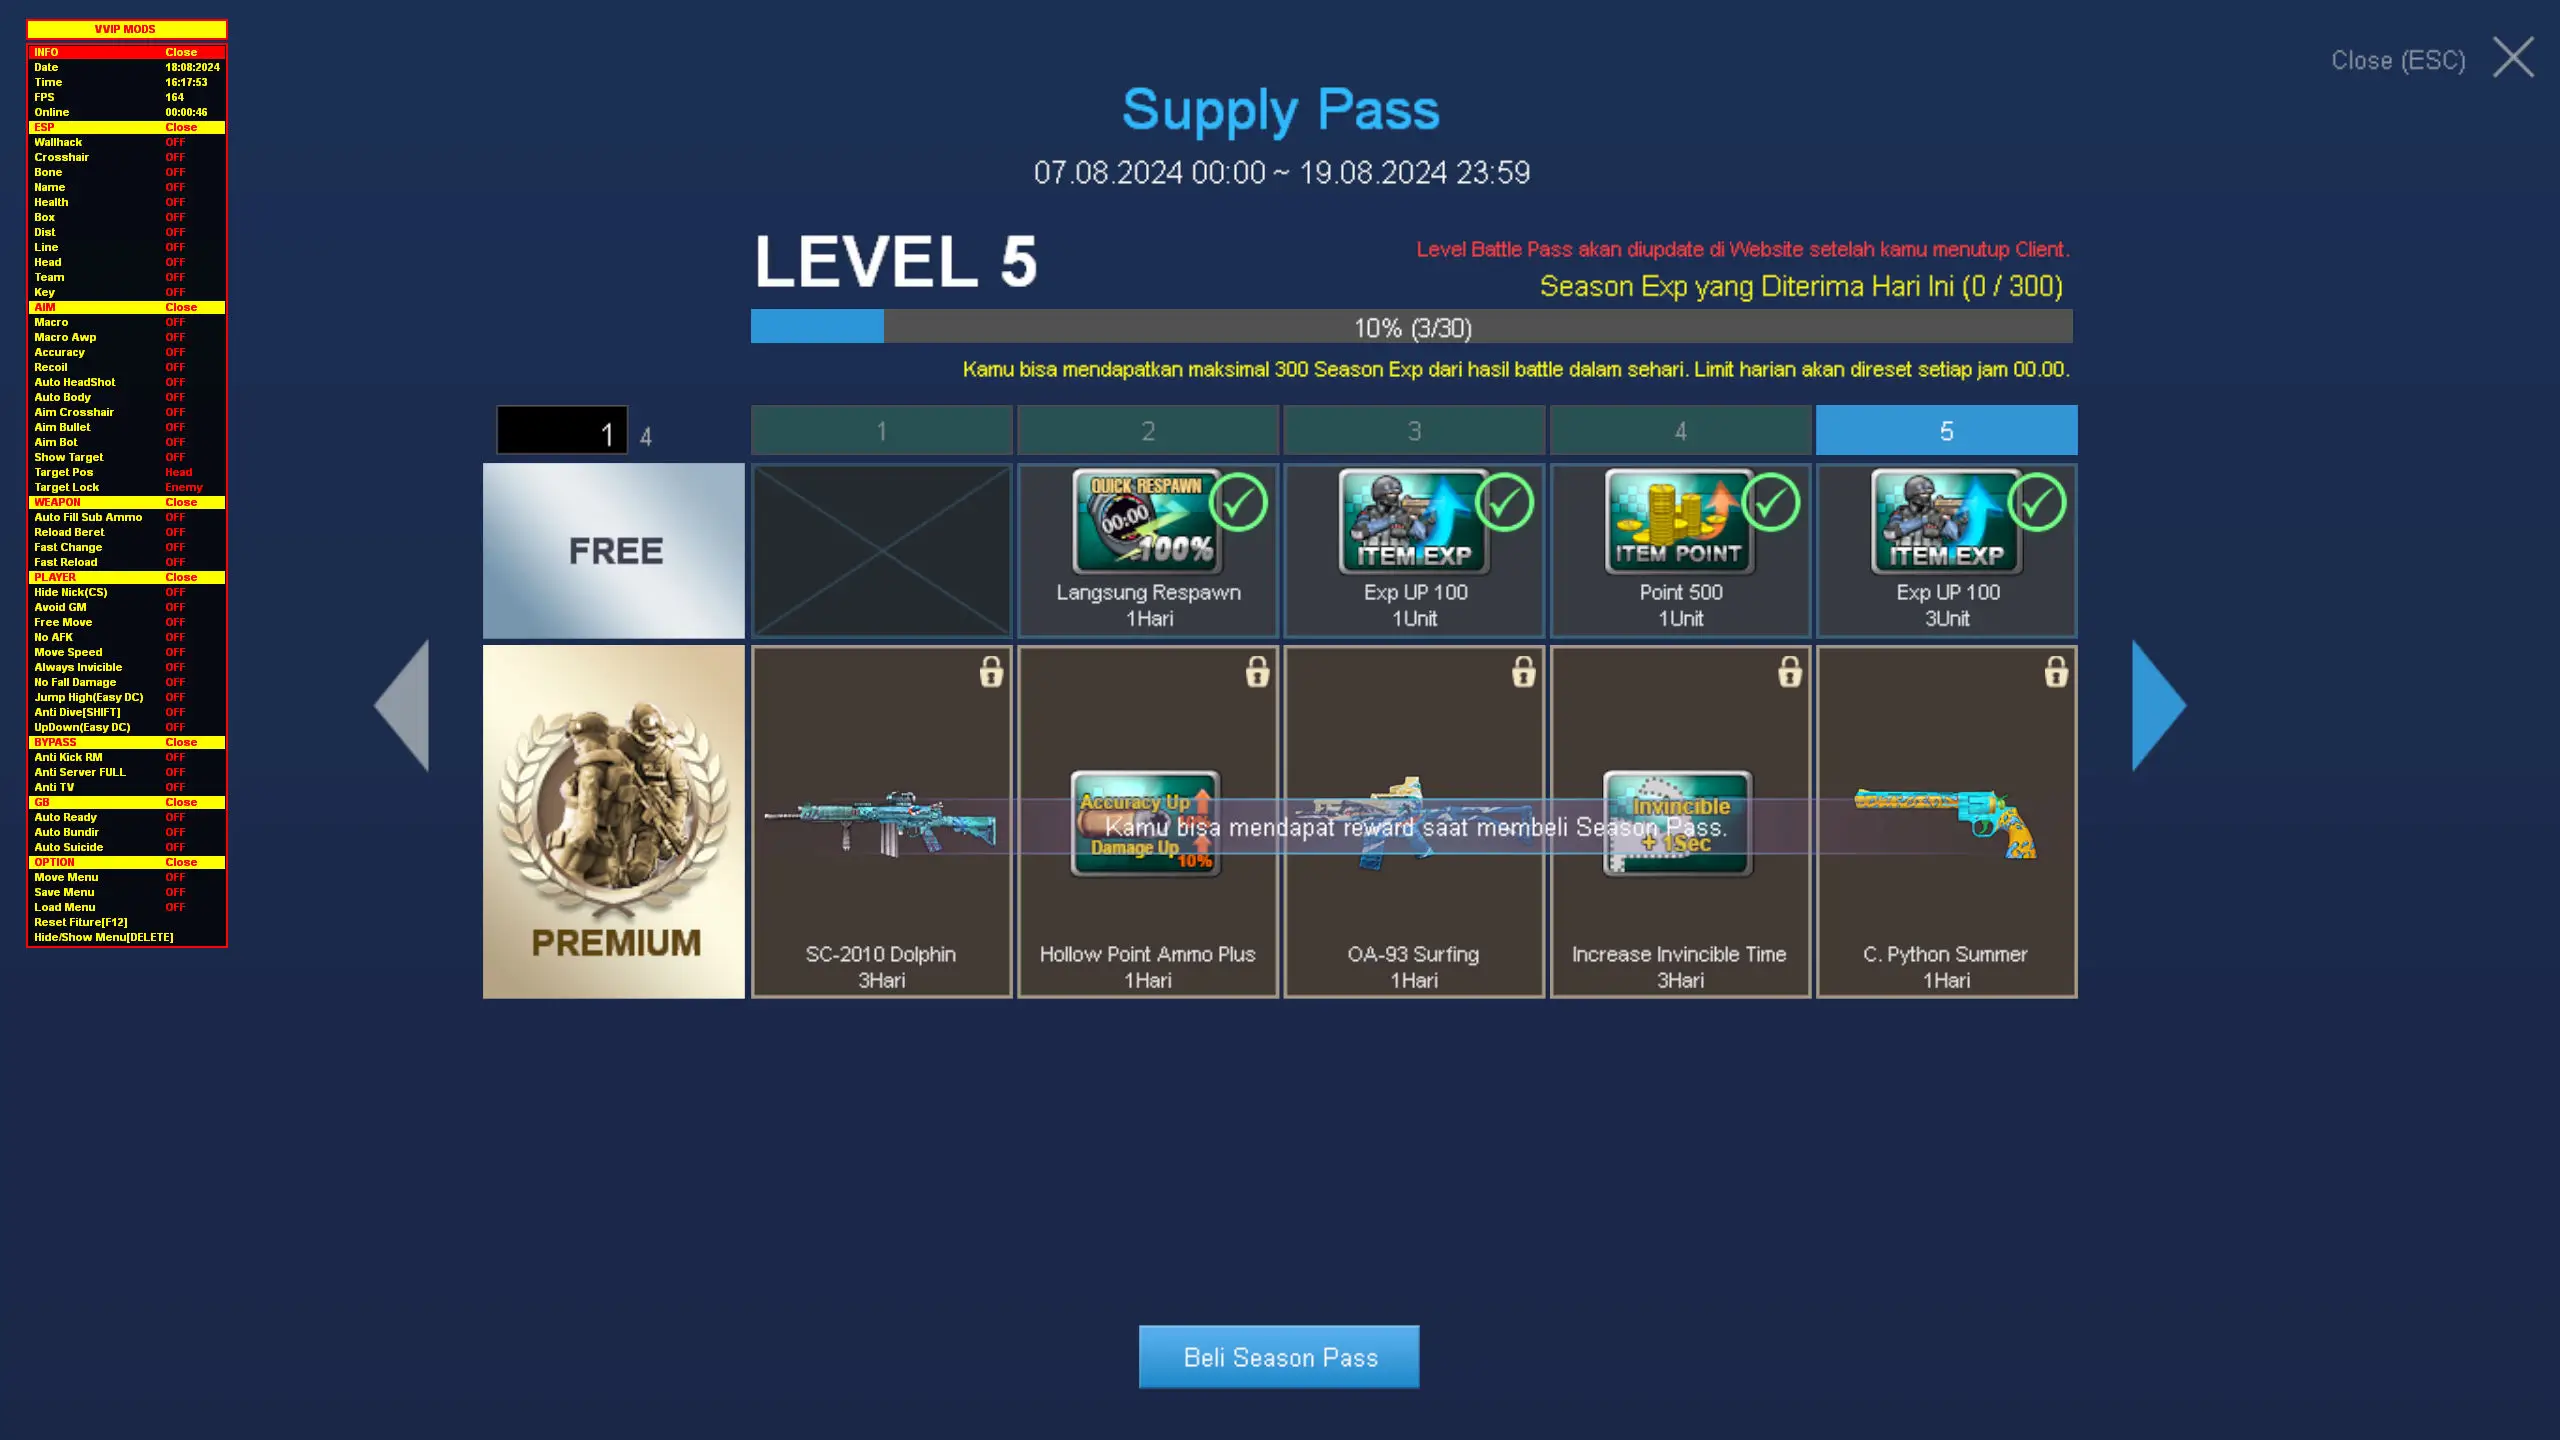 VVIP MODS
INFO Close
Date 18:08:2024
Time 16:17:53
FPS 164
Online 00:00:46
ESP Close
Wallhack OFF
Crosshair OFF
Bone OFF
Name OFF
Health OFF
Box OFF
Dist OFF
Line OFF
Head OFF
Team OFF
Key OFF
AIM Close
Macro OFF
Macro Awp OFF
Accuracy OFF
Recoil OFF
Auto HeadShot OFF
Auto Body OFF
Aim Crosshair OFF
Aim Bullet OFF
Aim Bot OFF
Show Target OFF
Target Pos Head
Target Lock Enemy
WEAPON Close
Auto Fill Sub Ammo OFF
Reload Beret OFF
Fast Change OFF
Fast Reload OFF
PLAYER Close
Hide Nick(CS) OFF
Avoid GM OFF
Free Move OFF
No AFK OFF
Move Speed OFF
Always Invicible OFF
No Fall Damage OFF
Jump High(Easy DC) OFF
Anti Dive[SHIFT] OFF
UpDown(Easy DC) OFF
BYPASS Close
Anti Kick RM OFF
Anti Server FULL OFF
Anti TV OFF
GB Close
Auto Ready OFF
Auto Bundir OFF
Auto Suicide OFF
OPTION Close
Move Menu OFF
Save Menu OFF
Load Menu OFF
Reset Fiture[F12]
Hide/Show Menu[DELETE]
Close (ESC)
Supply Pass
07.08.2024 00:00 ~ 19.08.2024 23:59
LEVEL 5
Level Battle Pass akan diupdate di Website setelah kamu menutup Client.
Season Exp yang Diterima Hari Ini (0 / 300)
10% (3/30)
Kamu bisa mendapatkan maksimal 300 Season Exp dari hasil battle dalam sehari. Limit harian akan direset setiap jam 00.00.
1 4
1 2 3 4 5
FREE
QUICK RESPAWN
00:00
100%
Langsung Respawn
1Hari
ITEM EXP
Exp UP 100
1Unit
ITEM POINT
Point 500
1Unit
ITEM EXP
Exp UP 100
3Unit
PREMIUM
SC-2010 Dolphin
3Hari
Accuracy Up
Damage Up
10%
Hollow Point Ammo Plus
1Hari
OA-93 Surfing
1Hari
Invincible
+ 1Sec
Increase Invincible Time
3Hari
C. Python Summer
1Hari
Kamu bisa mendapat reward saat membeli Season Pass.
Beli Season Pass